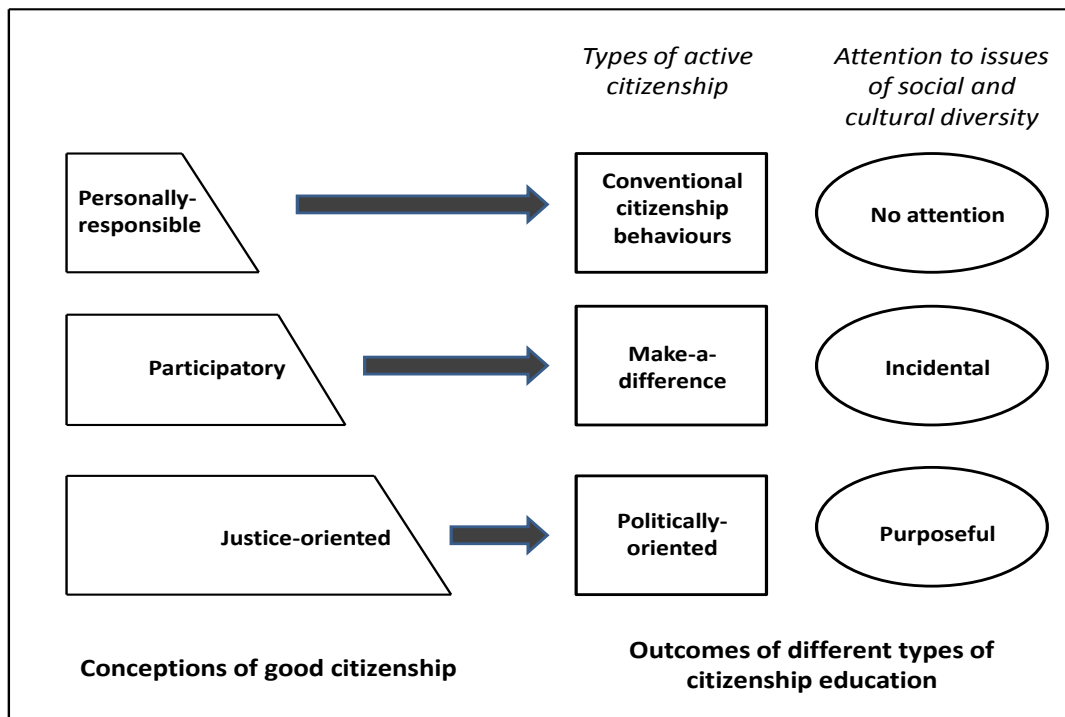 Types of active
citizenship
Attention to issues
of social and
cultural diversity
Personally-
responsible
Conventional
citizenship
behaviours
No attention
Participatory
Make-a-
difference
Incidental
Justice-oriented
Politically-
oriented
Purposeful
Conceptions of good citizenship
Outcomes of different types of
citizenship education